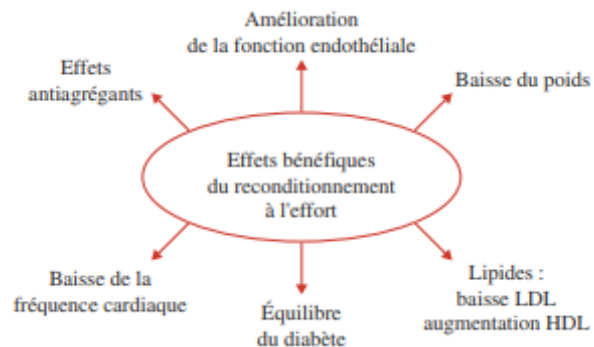 Amélioration
de la fonction endothéliale
Effets
antiagrégants
Baisse du poids
Effets bénéfiques
du reconditionnement
à l'effort
Baisse de la
fréquence cardiaque
Équilibre
du diabète
Lipides :
baisse LDL
augmentation HDL